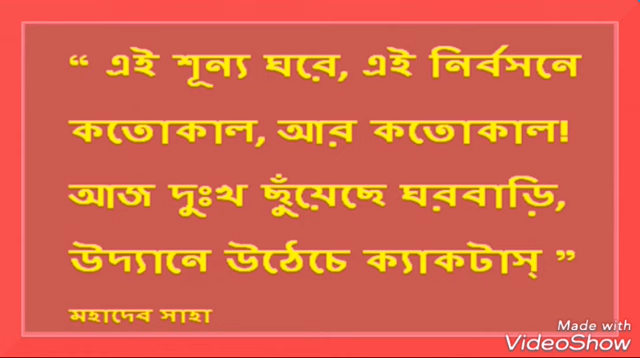 “ এই শূন্য ঘরে, এই নির্বসনে
কতোকাল, আর কতোকাল!
আজ দুঃখ ছুঁয়েছে ঘরবাড়ি,
উদ্যানে উঠেচে ক্যাকটাস্ ”
মহাদেব সাহা
Made with
VideoShow